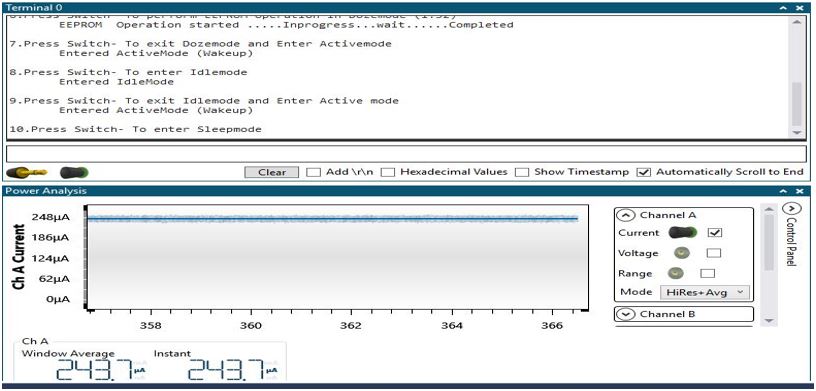 Terminal 0
6.Press Switch- To perform EEPROM Operation in Dozemode (1:32)
EEPROM Operation started .....Inprogress...wait......Completed
7.Press Switch- To exit Dozemode and Enter Activemode
Entered ActiveMode (Wakeup)
8.Press Switch- To enter Idlemode
Entered IdleMode
9.Press Switch- To exit Idlemode and Enter Active mode
Entered ActiveMode (Wakeup)
10.Press Switch- To enter Sleepmode
Clear
Add \r\n
Hexadecimal Values
Show Timestamp
Automatically Scroll to End
Power Analysis
Ch A Current
248µA
186µA
124µA
62µA
0µA
358 360 362 364 366
Channel A
Current
Voltage
Range
Mode HiRes+Avg
Channel B
Control Panel
Ch A
Window Average Instant
243.7 µA 243.7 µA